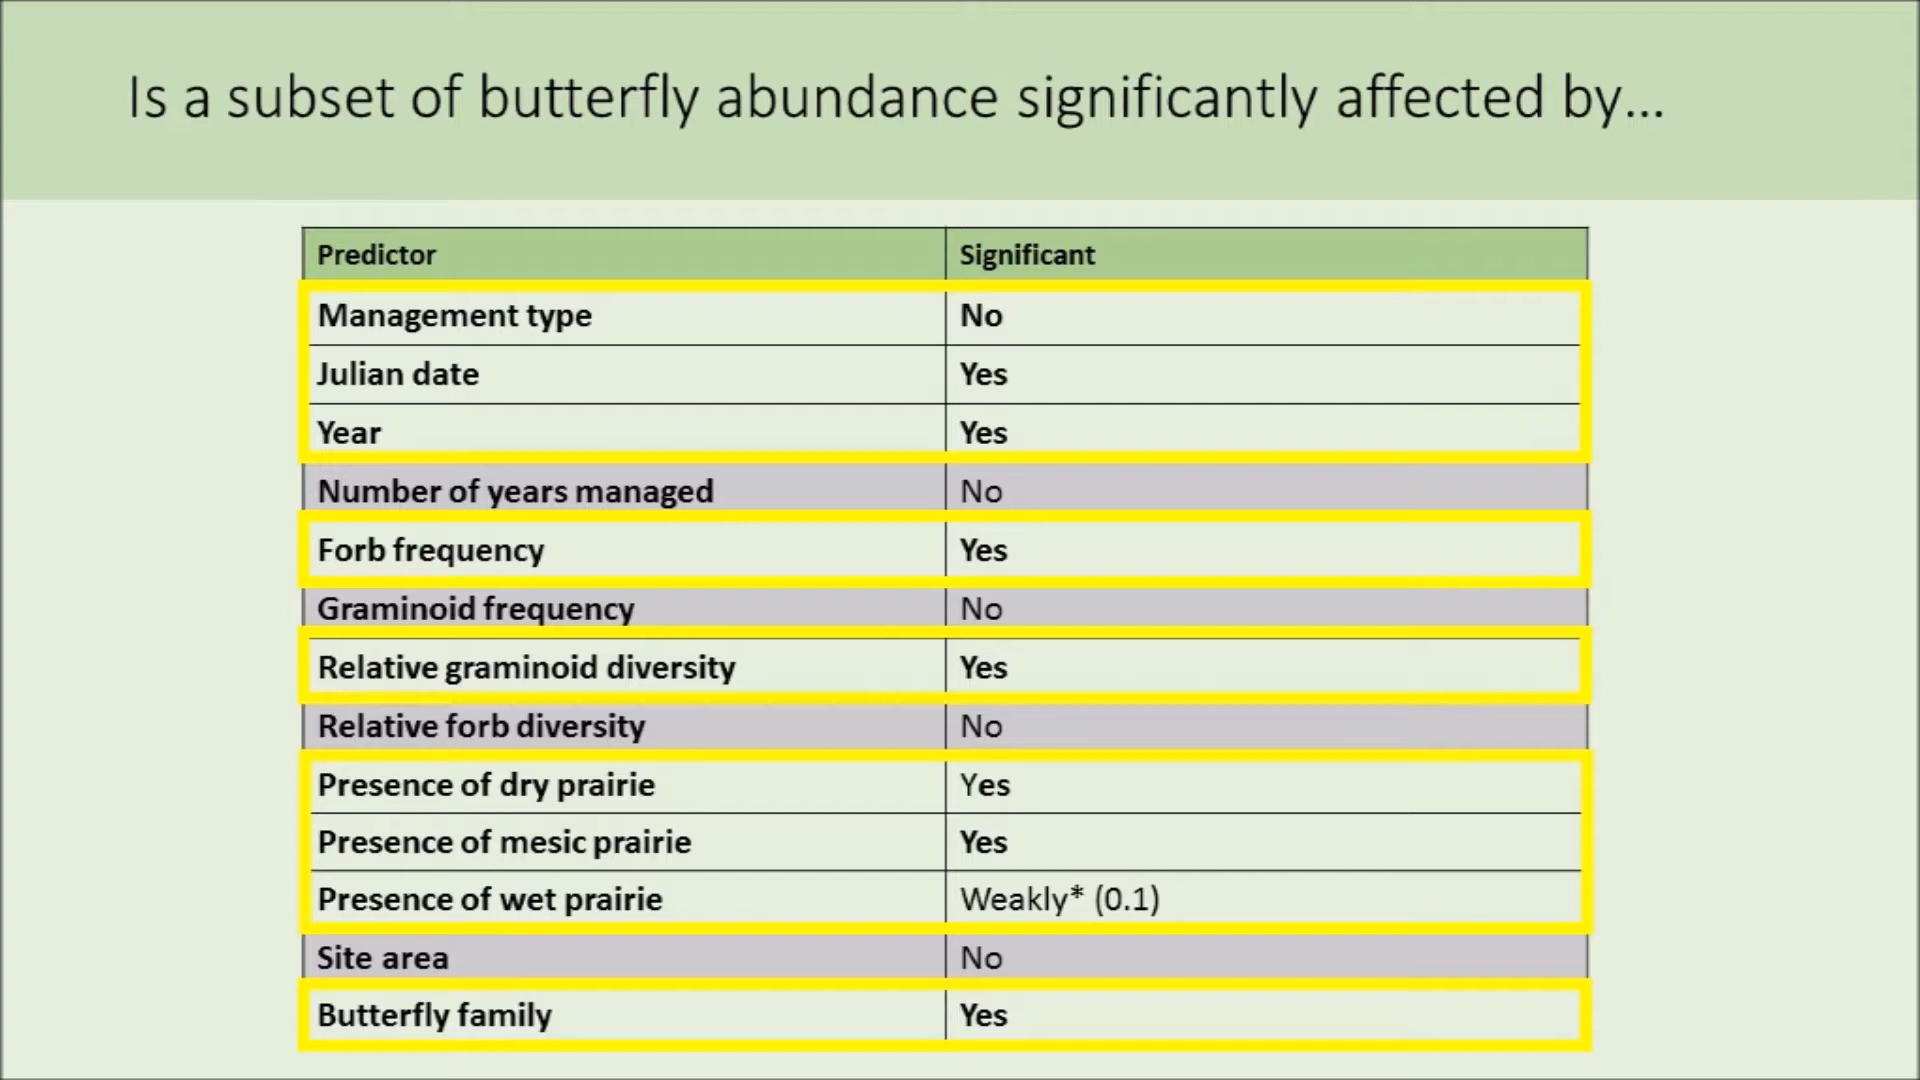 Is a subset of butterfly abundance significantly affected by...
Predictor Significant
Management type No
Julian date Yes
Year Yes
Number of years managed No
Forb frequency Yes
Graminoid frequency No
Relative graminoid diversity Yes
Relative forb diversity No
Presence of dry prairie Yes
Presence of mesic prairie Yes
Presence of wet prairie Weakly* (0.1)
Site area No
Butterfly family Yes